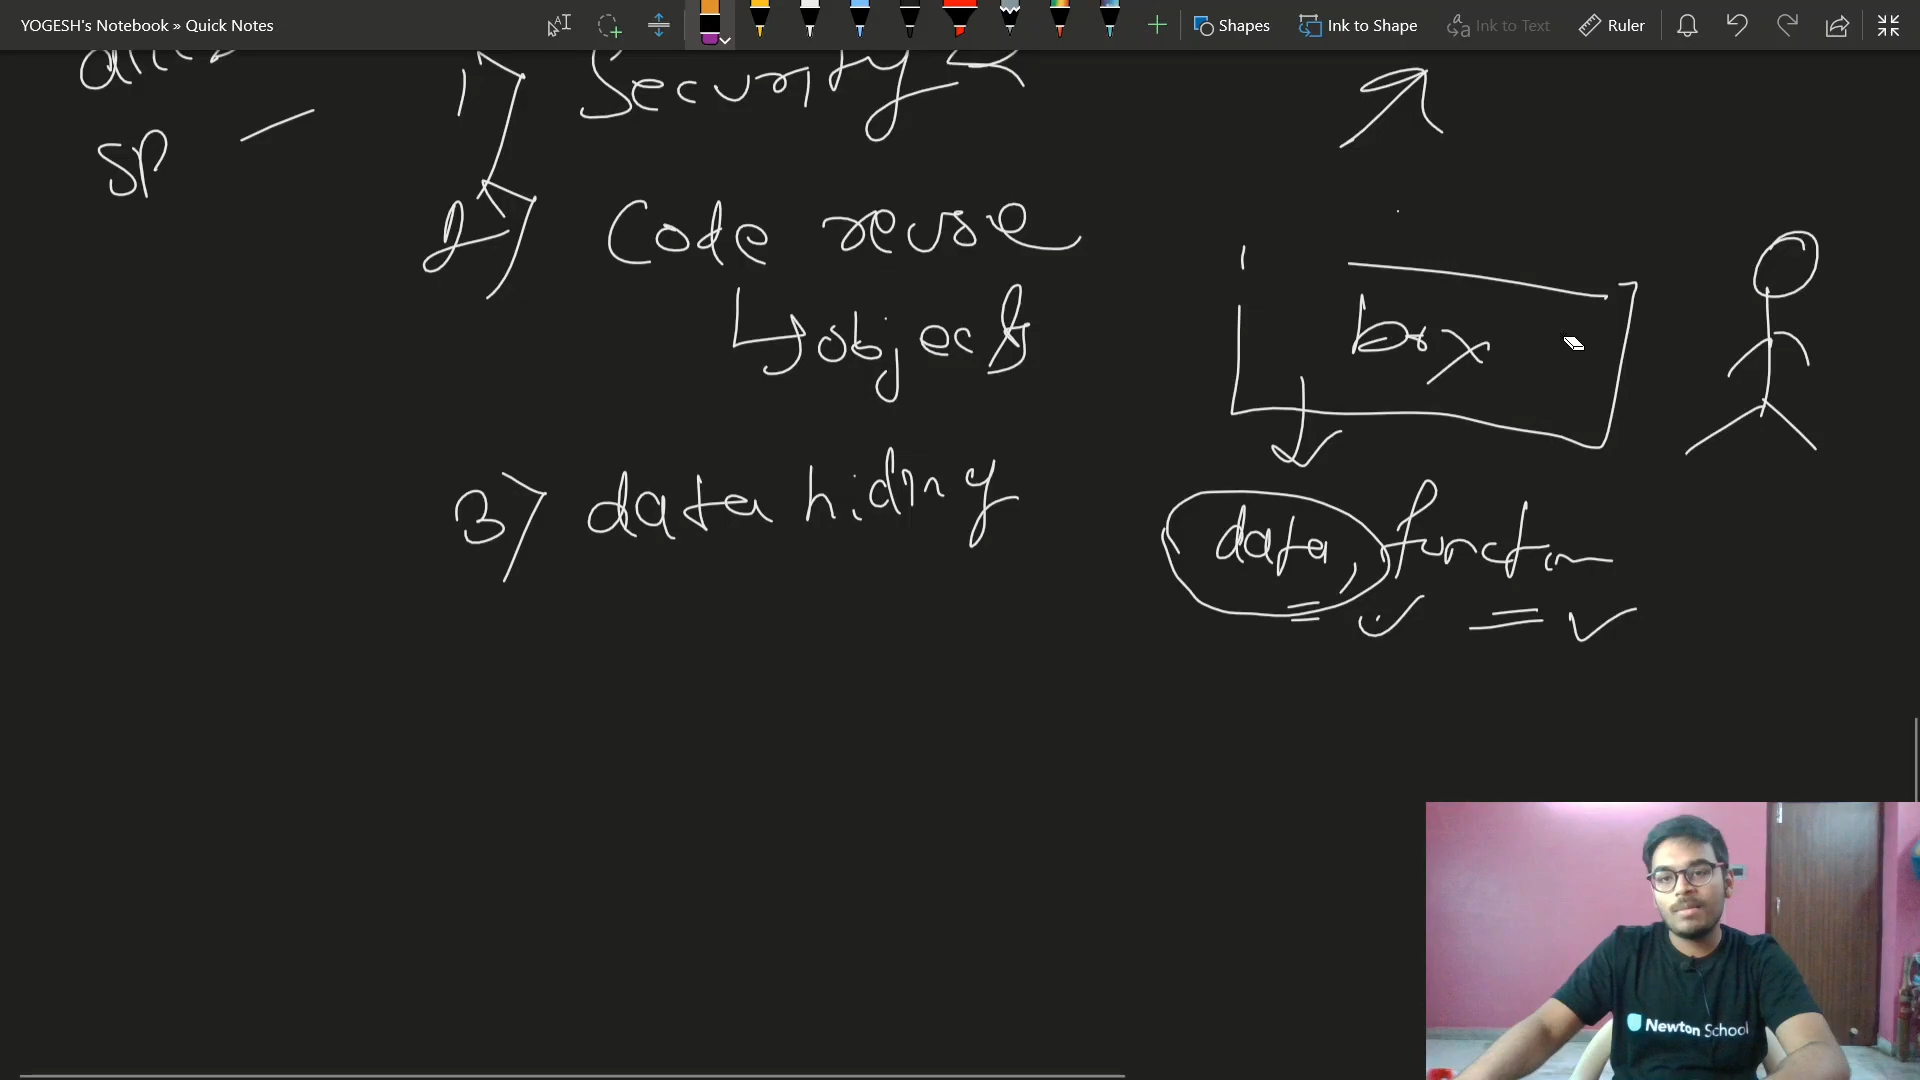 YOGESH's Notebook » Quick Notes
Shapes
Ink to Shape
Ink to Text
Ruler
1) Security
SP —
2) Code reuse
↳ objects
box
3) data hiding
data, function
Newton School